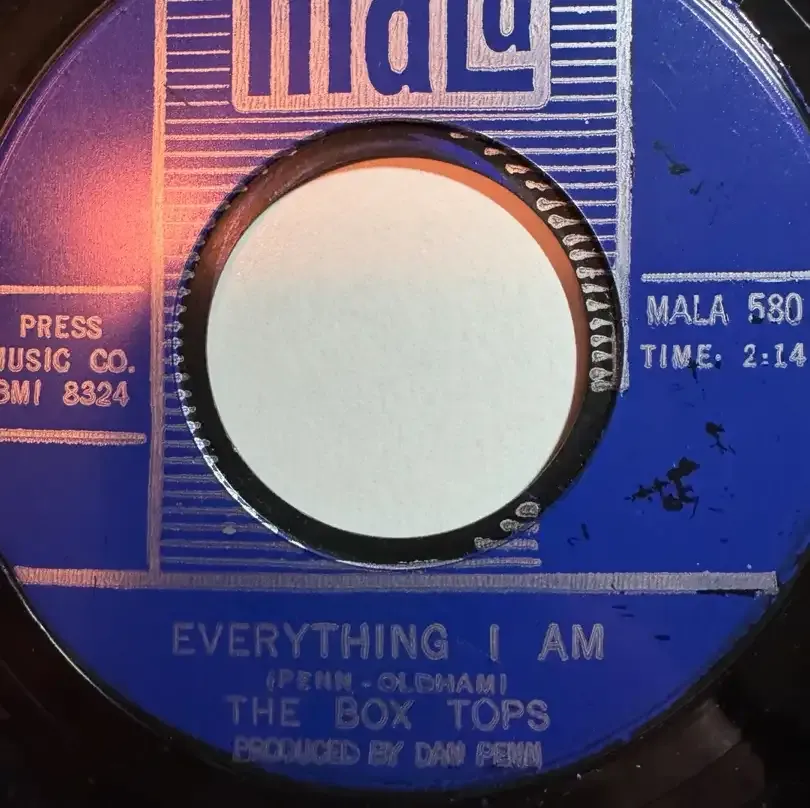 mala
PRESS
MUSIC CO.
BMI 8324
MALA 580
TIME: 2:14
EVERYTHING I AM
(PENN-OLDHAM)
THE BOX TOPS
PRODUCED BY DAN PENN